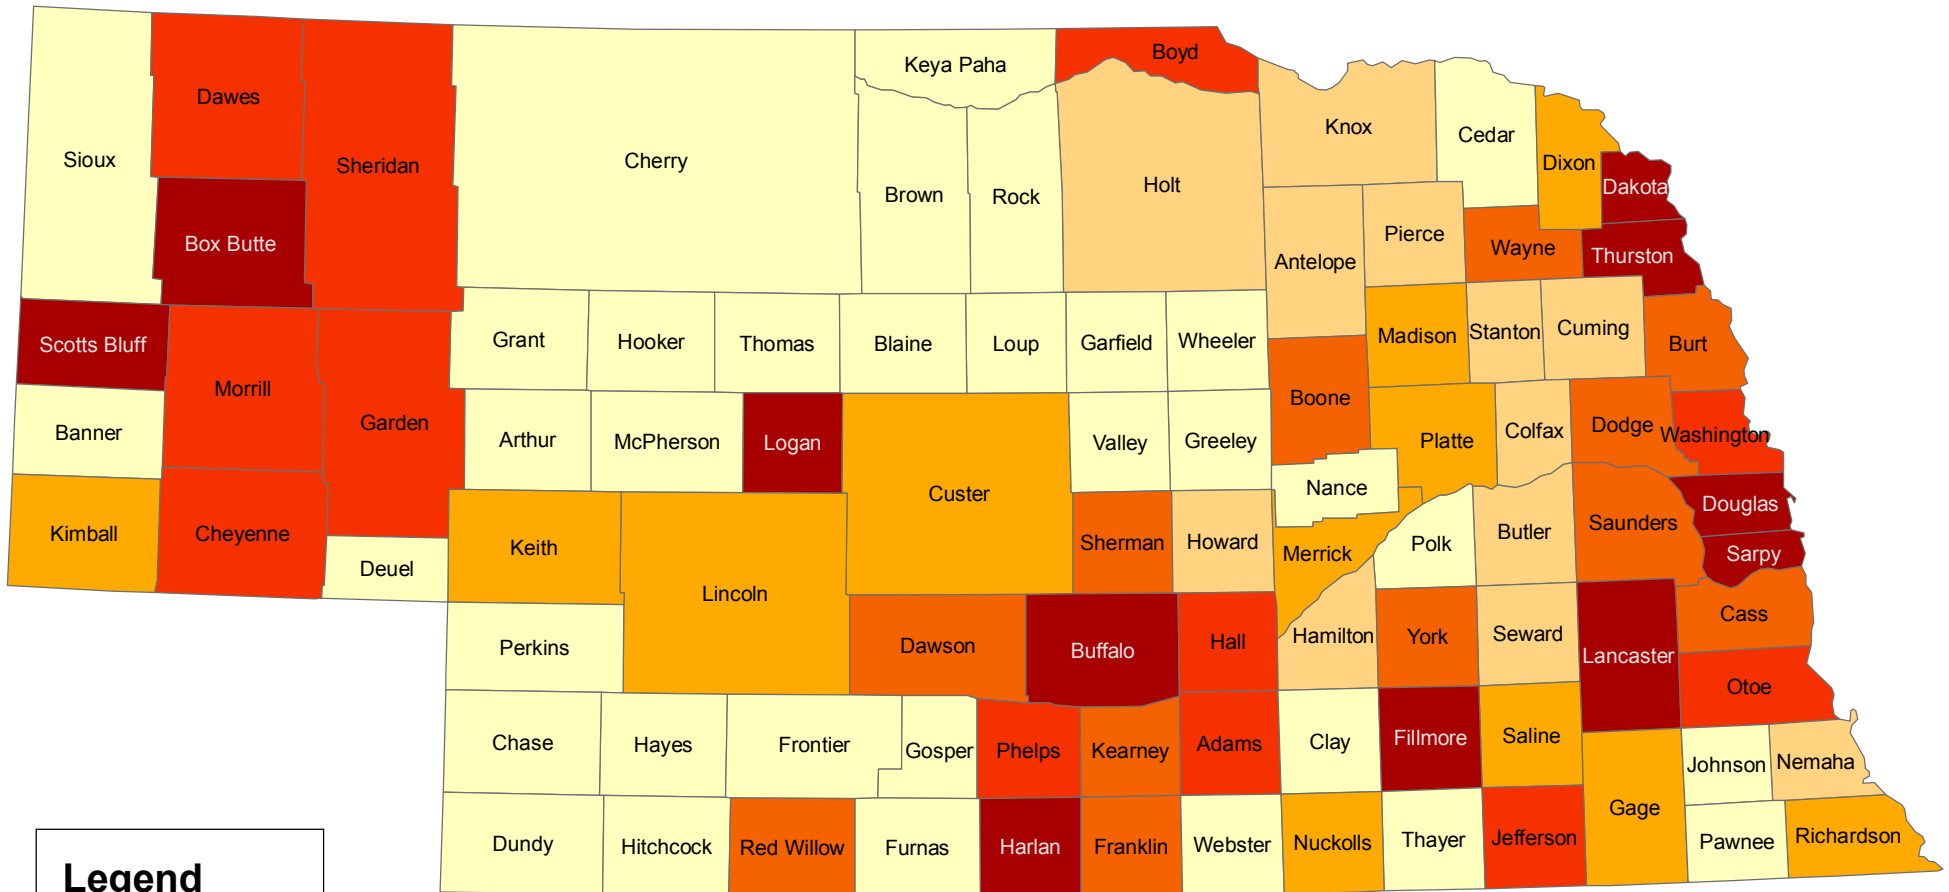 Boyd
Keya Paha
Dawes
Knox
Cedar
Sioux
Sheridan
Cherry
Dixon
Holt
Dakota
Brown
Rock
Box Butte
Pierce
Wayne
Thurston
Antelope
Scotts Bluff
Grant
Hooker
Thomas
Blaine
Loup
Garfield
Wheeler
Madison
Stanton
Cuming
Burt
Morrill
Boone
Garden
Banner
Arthur
McPherson
Logan
Valley
Greeley
Platte
Colfax
Dodge
Washington
Custer
Nance
Douglas
Kimball
Cheyenne
Keith
Sherman
Howard
Merrick
Polk
Butler
Saunders
Sarpy
Deuel
Lincoln
Cass
Perkins
Dawson
Buffalo
Hall
Hamilton
York
Seward
Lancaster
Otoe
Chase
Hayes
Frontier
Gosper
Phelps
Kearney
Adams
Clay
Fillmore
Saline
Johnson
Nemaha
Gage
Dundy
Hitchcock
Red Willow
Furnas
Harlan
Franklin
Webster
Nuckolls
Thayer
Jefferson
Pawnee
Richardson
Legend